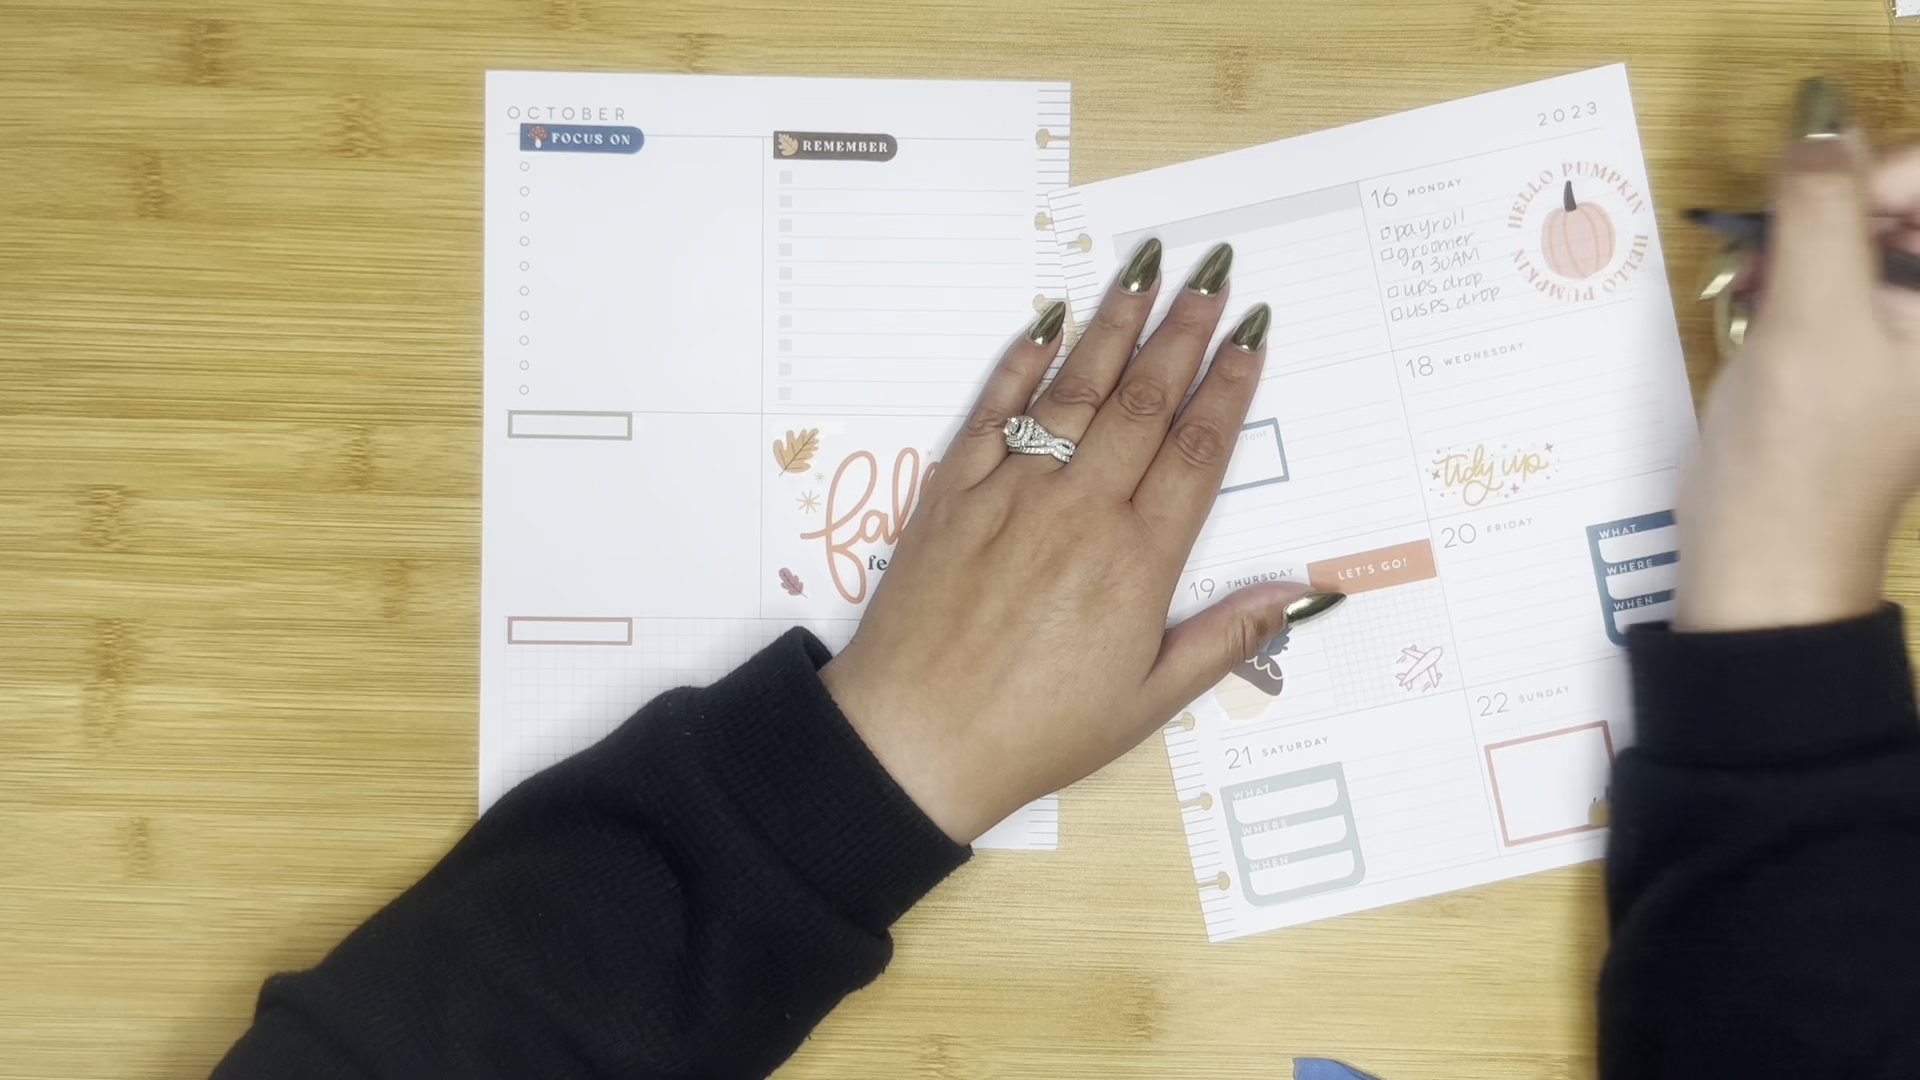 OCTOBER
FOCUS ON
REMEMBER
fall
fe
2023
16 MONDAY
payroll
groomer
9:30AM
ups drop
usps drop
HELLO PUMPKIN HELLO PUMPKIN
18 WEDNESDAY
tidy up
19 THURSDAY
LET'S GO!
20 FRIDAY
WHAT
WHERE
WHEN
21 SATURDAY
WHAT
WHERE
WHEN
22 SUNDAY